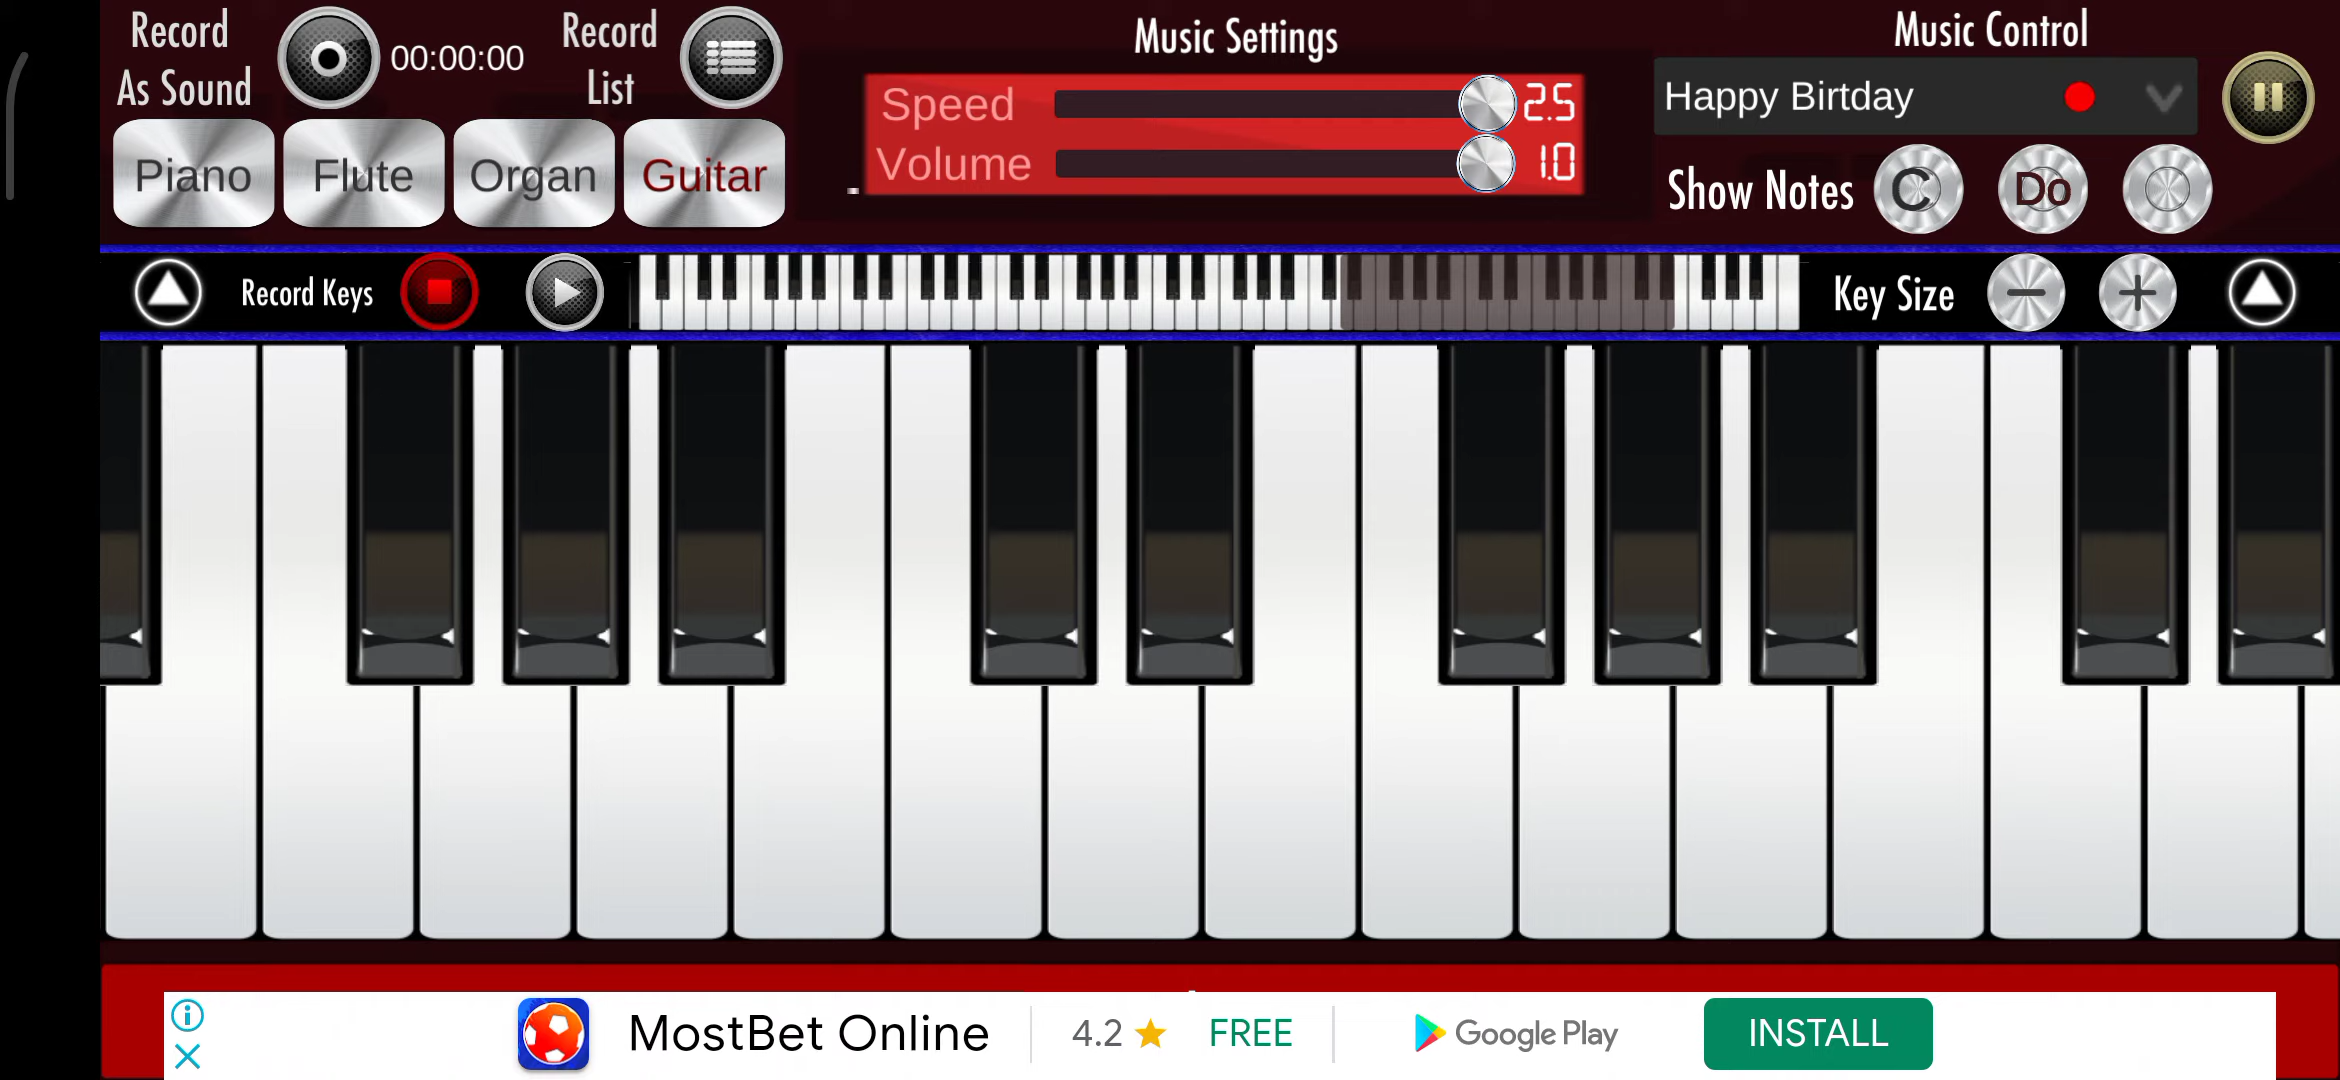 Record
As Sound
00:00:00
Record
List
Piano
Flute
Organ
Guitar
Music Settings
Speed
2.5
Volume
1.0
Music Control
Happy Birtday
Show Notes
C
Do
Record Keys
Key Size
MostBet Online
4.2
FREE
Google Play
INSTALL